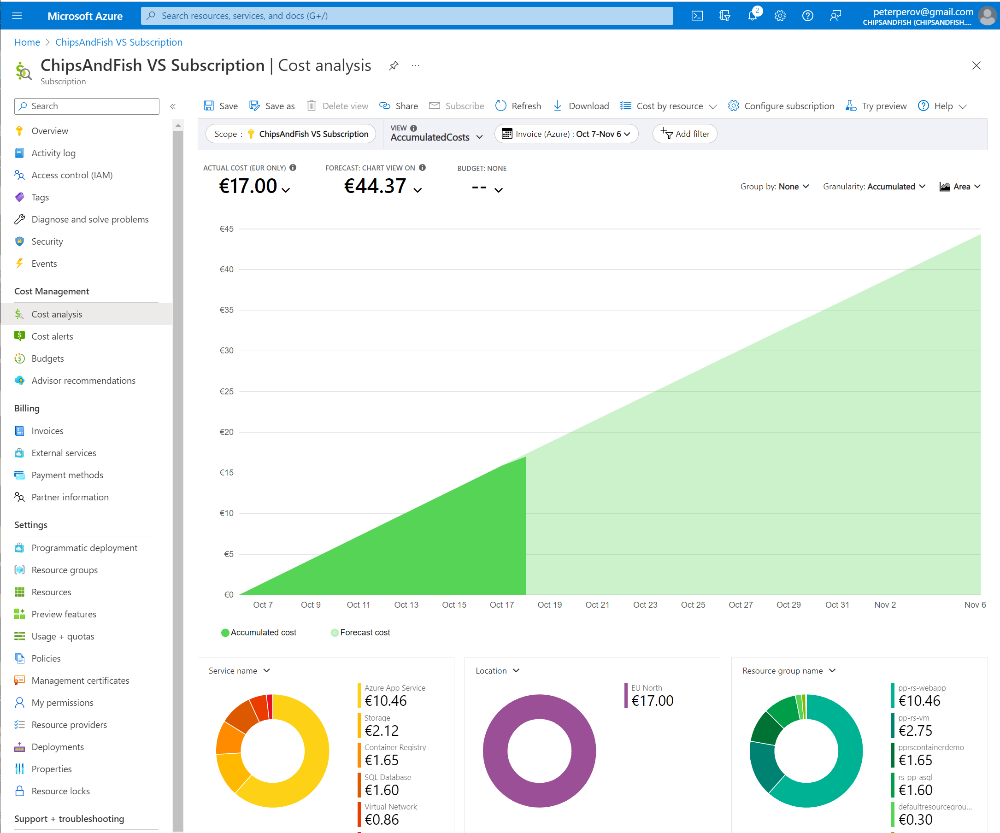 Microsoft Azure
Search resources, services, and docs (G+/)
2
peterperov@gmail.com
CHIPSANDFISH (CHIPSANDFISH....
Home > ChipsAndFish VS Subscription
ChipsAndFish VS Subscription | Cost analysis
Subscription
Search
Overview
Activity log
Access control (IAM)
Tags
Diagnose and solve problems
Security
Events
Cost Management
Cost analysis
Cost alerts
Budgets
Advisor recommendations
Billing
Invoices
External services
Payment methods
Partner information
Settings
Programmatic deployment
Resource groups
Resources
Preview features
Usage + quotas
Policies
Management certificates
My permissions
Resource providers
Deployments
Properties
Resource locks
Support + troubleshooting
Save Save as Delete view Share Subscribe Refresh Download Cost by resource Configure subscription Try preview Help
Scope : ChipsAndFish VS Subscription
VIEW
AccumulatedCosts
Invoice (Azure) : Oct 7-Nov 6
Add filter
ACTUAL COST (EUR ONLY)
€17.00
FORECAST: CHART VIEW ON
€44.37
BUDGET: NONE
--
Group by: None
Granularity: Accumulated
Area
€45
€40
€35
€30
€25
€20
€15
€10
€5
€0
Oct 7 Oct 9 Oct 11 Oct 13 Oct 15 Oct 17 Oct 19 Oct 21 Oct 23 Oct 25 Oct 27 Oct 29 Oct 31 Nov 2 Nov 6
Accumulated cost Forecast cost
Service name
Azure App Service
€10.46
Storage
€2.12
Container Registry
€1.65
SQL Database
€1.60
Virtual Network
€0.86
Location
EU North
€17.00
Resource group name
pp-rs-webapp
€10.46
pp-rs-vm
€2.75
pprscontainerdemo
€1.65
rs-pp-asql
€1.60
defaultresourcegrou...
€0.30